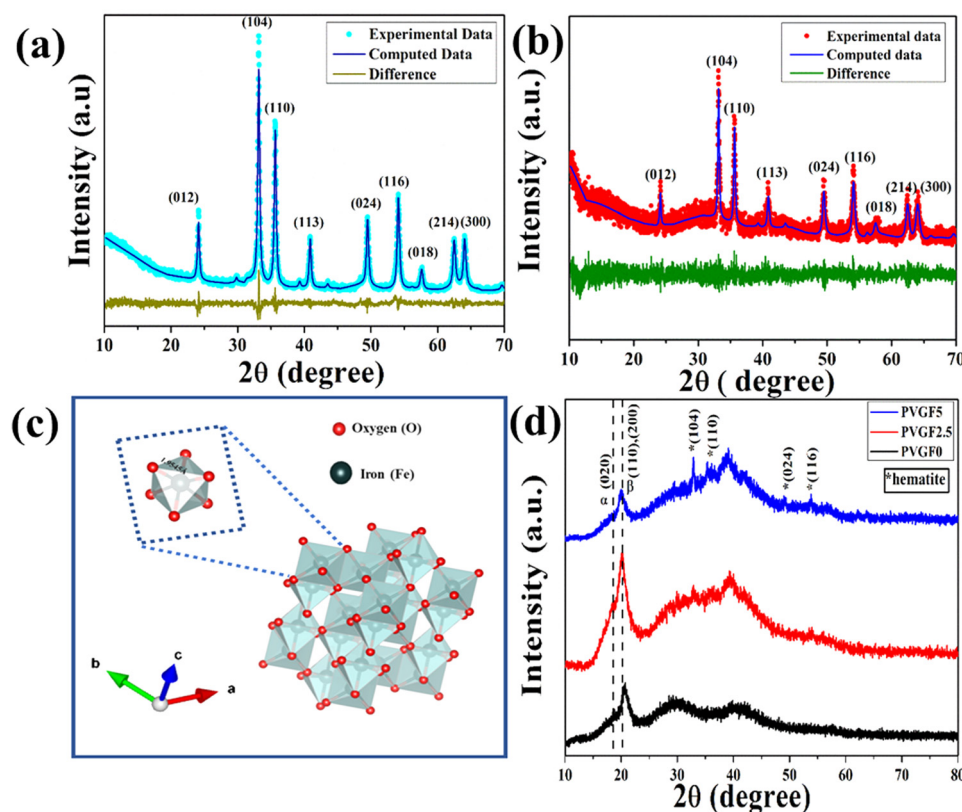 (a)
Experimental Data
Computed Data
Difference
(104)
(110)
(012)
(113)
(024)
(116)
(018)
(214)
(300)
Intensity (a.u)
10 20 30 40 50 60 70
2θ (degree)
(b)
Experimental data
Computed data
Difference
(104)
(110)
(012)
(113)
(024)
(116)
(018)
(214)
(300)
Intensity (a.u.)
10 20 30 40 50 60 70
2θ ( degree)
(c)
Oxygen (O)
Iron (Fe)
b
c
a
(d)
PVGF5
PVGF2.5
PVGF0
*hematite
α (020)
β (110),(200)
*(104)
*(110)
*(024)
*(116)
Intensity (a.u.)
10 20 30 40 50 60 70 80
2θ (degree)